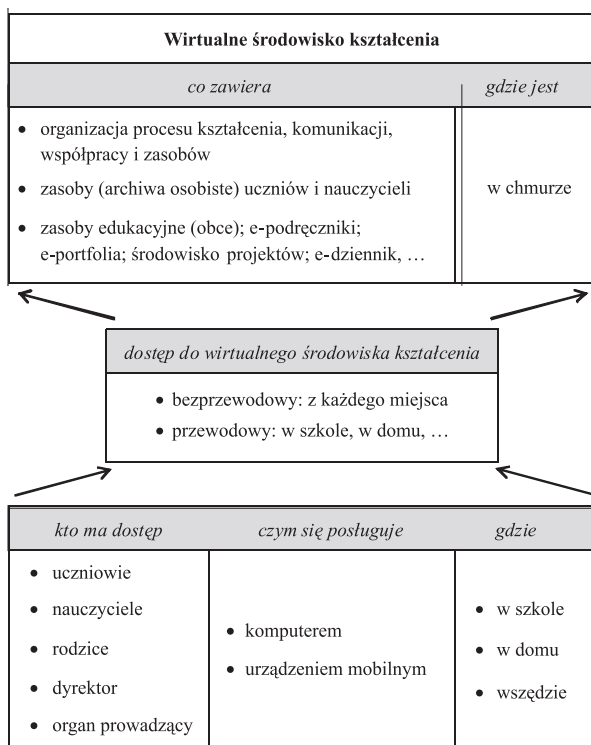 Wirtualne środowisko kształcenia
co zawiera
gdzie jest
• organizacja procesu kształcenia, komunikacji,
współpracy i zasobów
• zasoby (archiwa osobiste) uczniów i nauczycieli
• zasoby edukacyjne (obce); e-podręczniki;
e-portfolia; środowisko projektów; e-dziennik, …
w chmurze
dostęp do wirtualnego środowiska kształcenia
• bezprzewodowy: z każdego miejsca
• przewodowy: w szkole, w domu, …
kto ma dostęp
czym się posługuje
gdzie
• uczniowie
• nauczyciele
• rodzice
• dyrektor
• organ prowadzący
• komputerem
• urządzeniem mobilnym
• w szkole
• w domu
• wszędzie